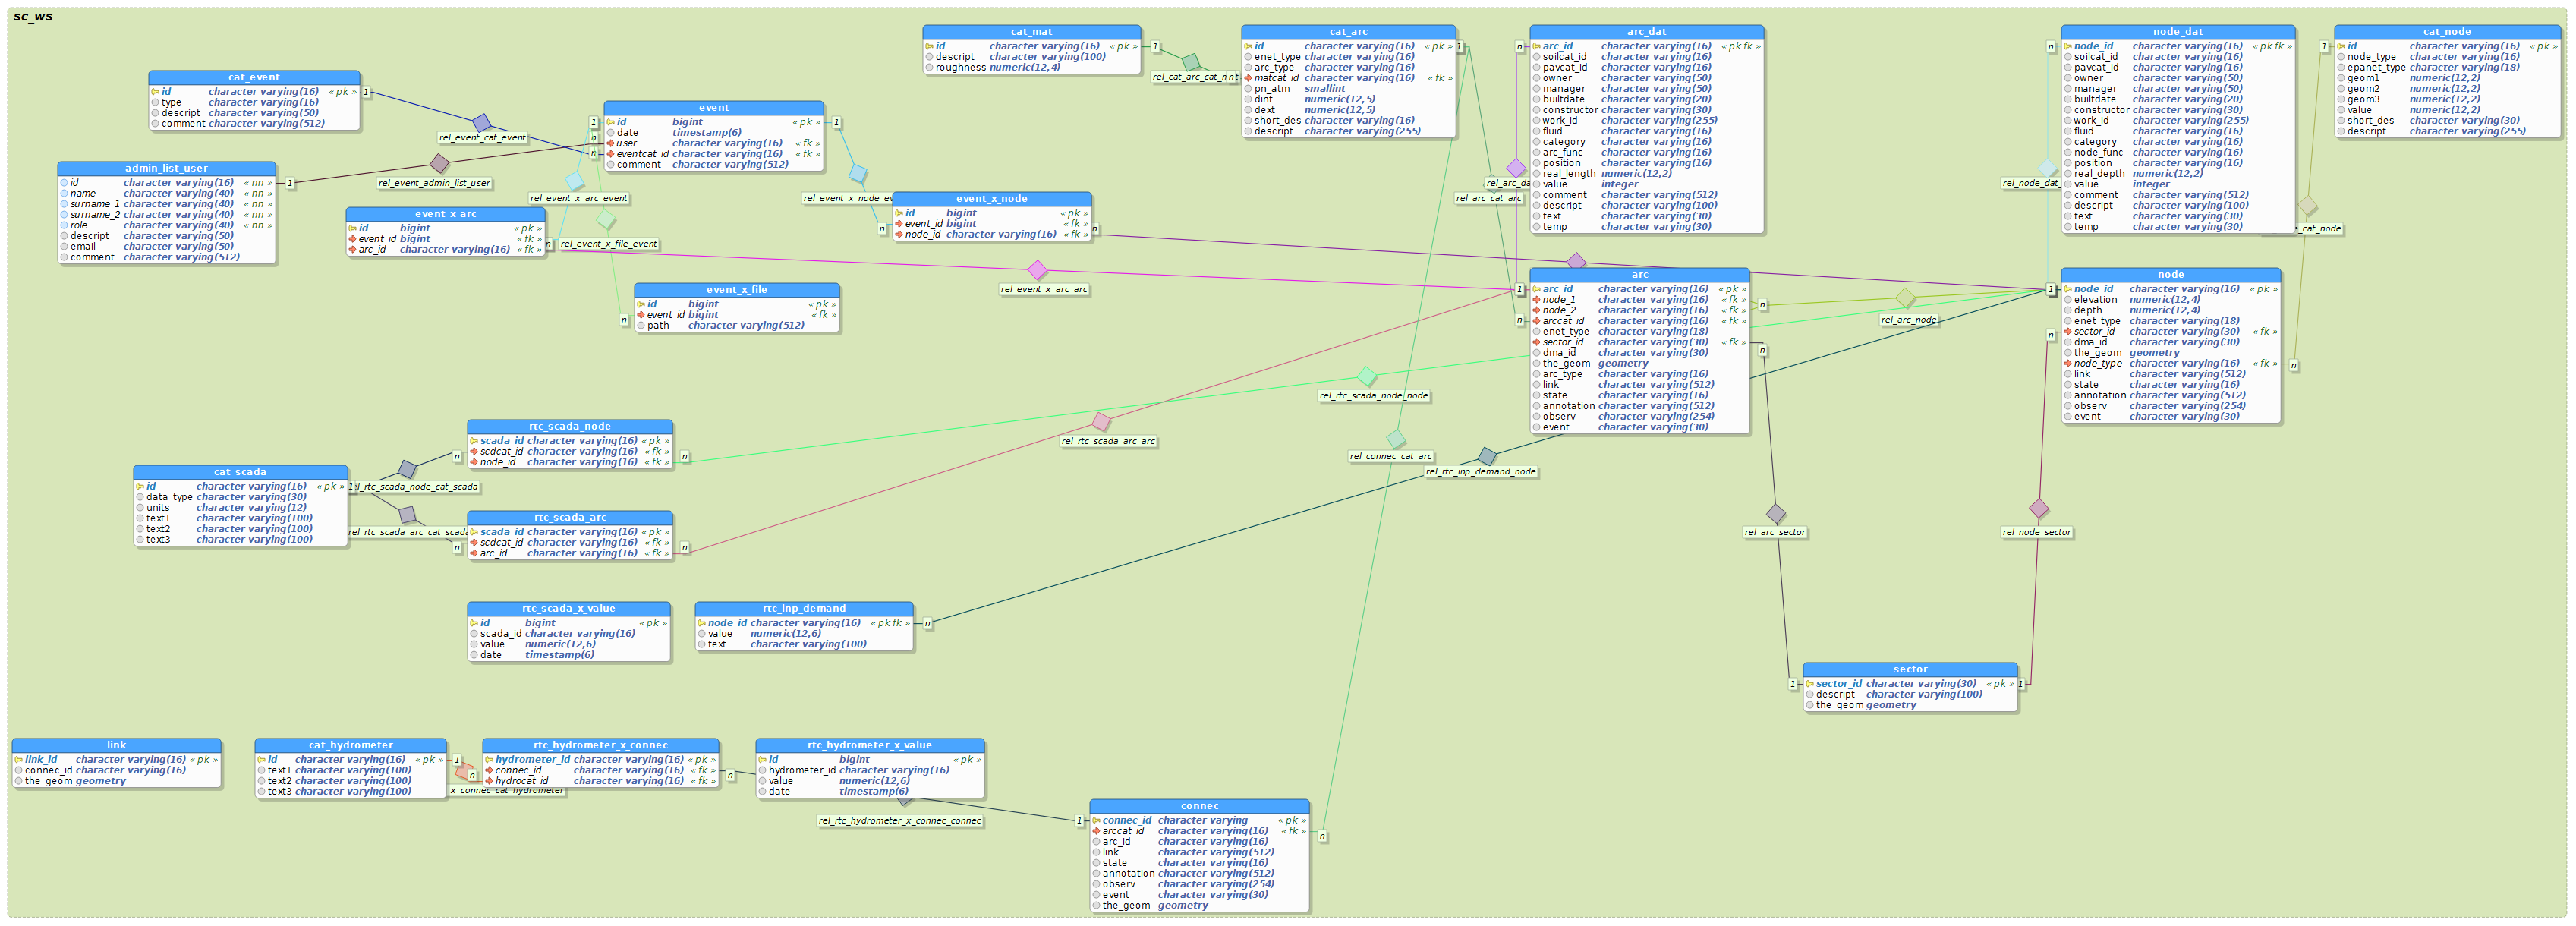 sc_ws
cat_mat
id character varying(16) « pk »
descript character varying(100)
roughness numeric(12,4)
1
rel_cat_arc_cat_m
n
cat_arc
id character varying(16) « pk »
enet_type character varying(16)
arc_type character varying(16)
matcat_id character varying(16) « fk »
pn_atm smallint
dint numeric(12,5)
dext numeric(12,5)
short_des character varying(16)
descript character varying(255)
1
n
arc_dat
arc_id character varying(16) « pk fk »
soilcat_id character varying(16)
pavcat_id character varying(16)
owner character varying(50)
manager character varying(50)
builtdate character varying(20)
constructor character varying(30)
work_id character varying(255)
fluid character varying(16)
category character varying(16)
arc_func character varying(16)
position character varying(16)
real_length numeric(12,2)
value integer
comment character varying(512)
descript character varying(100)
text character varying(30)
temp character varying(30)
rel_arc_da
rel_arc_cat_arc
n
node_dat
node_id character varying(16) « pk fk »
soilcat_id character varying(16)
pavcat_id character varying(16)
owner character varying(50)
manager character varying(50)
builtdate character varying(20)
constructor character varying(30)
work_id character varying(255)
fluid character varying(16)
category character varying(16)
node_func character varying(16)
position character varying(16)
real_depth numeric(12,2)
value integer
comment character varying(512)
descript character varying(100)
text character varying(30)
temp character varying(30)
rel_node_dat_
1
cat_node
id character varying(16) « pk »
node_type character varying(16)
epanet_type character varying(18)
geom1 numeric(12,2)
geom2 numeric(12,2)
geom3 numeric(12,2)
value numeric(12,2)
short_des character varying(30)
descript character varying(255)
_cat_node
cat_event
id character varying(16) « pk »
type character varying(16)
descript character varying(50)
comment character varying(512)
1
rel_event_cat_event
event
id bigint « pk »
date timestamp(6)
user character varying(16) « fk »
eventcat_id character varying(16) « fk »
comment character varying(512)
1
n
n
1
admin_list_user
id character varying(16) « nn »
name character varying(40) « nn »
surname_1 character varying(40) « nn »
surname_2 character varying(40) « nn »
role character varying(40) « nn »
descript character varying(50)
email character varying(50)
comment character varying(512)
1
rel_event_admin_list_user
rel_event_x_arc_event
rel_event_x_node_ev
event_x_arc
id bigint « pk »
event_id bigint « fk »
arc_id character varying(16) « fk »
n
rel_event_x_file_event
event_x_node
id bigint « pk »
event_id bigint « fk »
node_id character varying(16) « fk »
n
n
event_x_file
id bigint « pk »
event_id bigint « fk »
path character varying(512)
n
rel_event_x_arc_arc
arc
arc_id character varying(16) « pk »
node_1 character varying(16) « fk »
node_2 character varying(16) « fk »
arccat_id character varying(16) « fk »
enet_type character varying(18)
sector_id character varying(30) « fk »
dma_id character varying(30)
the_geom geometry
arc_type character varying(16)
link character varying(512)
state character varying(16)
annotation character varying(512)
observ character varying(254)
event character varying(30)
1
n
n
n
rel_arc_node
node
node_id character varying(16) « pk »
elevation numeric(12,4)
depth numeric(12,4)
enet_type character varying(18)
sector_id character varying(30) « fk »
dma_id character varying(30)
the_geom geometry
node_type character varying(16) « fk »
link character varying(512)
state character varying(16)
annotation character varying(512)
observ character varying(254)
event character varying(30)
1
n
n
rel_rtc_scada_node_node
rel_rtc_scada_arc_arc
rel_connec_cat_arc
rel_rtc_inp_demand_node
rtc_scada_node
scada_id character varying(16) « pk »
scdcat_id character varying(16) « fk »
node_id character varying(16) « fk »
n
n
cat_scada
id character varying(16) « pk »
data_type character varying(30)
units character varying(12)
text1 character varying(100)
text2 character varying(100)
text3 character varying(100)
1
el_rtc_scada_node_cat_scada
rel_rtc_scada_arc_cat_scada
rtc_scada_arc
scada_id character varying(16) « pk »
scdcat_id character varying(16) « fk »
arc_id character varying(16) « fk »
n
n
rel_arc_sector
rel_node_sector
rtc_scada_x_value
id bigint « pk »
scada_id character varying(16)
value numeric(12,6)
date timestamp(6)
rtc_inp_demand
node_id character varying(16) « pk fk »
value numeric(12,6)
text character varying(100)
n
sector
sector_id character varying(30) « pk »
descript character varying(100)
the_geom geometry
1
1
link
link_id character varying(16) « pk »
connec_id character varying(16)
the_geom geometry
cat_hydrometer
id character varying(16) « pk »
text1 character varying(100)
text2 character varying(100)
text3 character varying(100)
1
n
x_connec_cat_hydrometer
rtc_hydrometer_x_connec
hydrometer_id character varying(16) « pk »
connec_id character varying(16) « fk »
hydrocat_id character varying(16) « fk »
n
rtc_hydrometer_x_value
id bigint « pk »
hydrometer_id character varying(16)
value numeric(12,6)
date timestamp(6)
rel_rtc_hydrometer_x_connec_connec
1
connec
connec_id character varying « pk »
arccat_id character varying(16) « fk »
arc_id character varying(16)
link character varying(512)
state character varying(16)
annotation character varying(512)
observ character varying(254)
event character varying(30)
the_geom geometry
n